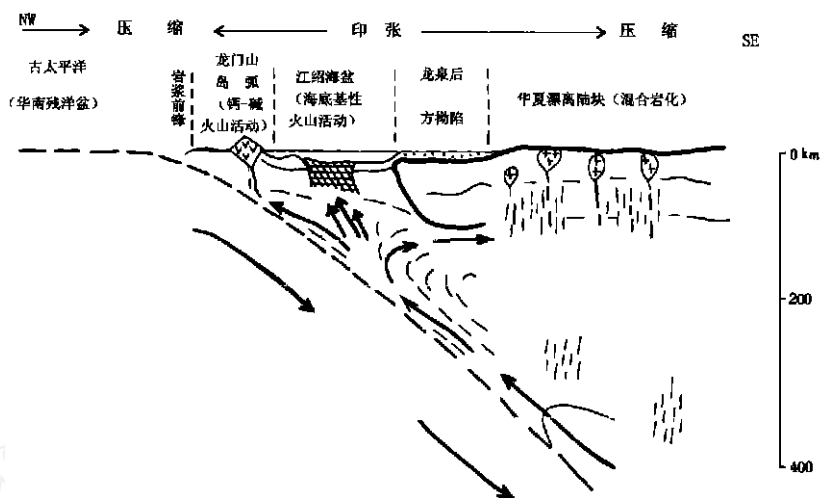 NW
压 缩
印 张
压 缩
SE
古太平洋
(华南残洋盆)
岩浆前锋
龙门山
岛 弧
(钙-碱
火山活动)
江绍海盆
(海底基性
火山活动)
龙泉后
方拗陷
华夏漂离陆块(混合岩化)
0 km
200
400